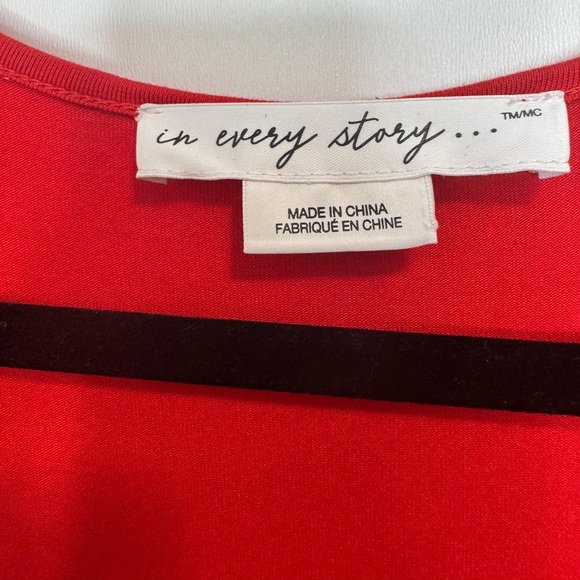 in every story... TM/MC
MADE IN CHINA
FABRIQUÉ EN CHINE